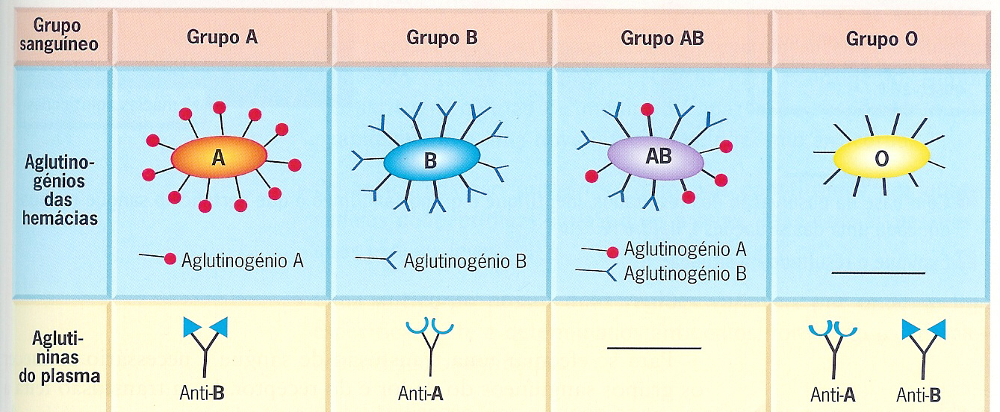 Grupo
sanguíneo
Grupo A
Grupo B
Grupo AB
Grupo O
Aglutino-
génios
das
hemácias
A
Aglutinogénio A
B
Aglutinogénio B
AB
Aglutinogénio A
Aglutinogénio B
O
Agluti-
ninas
do plasma
Anti-B
Anti-A
Anti-A
Anti-B